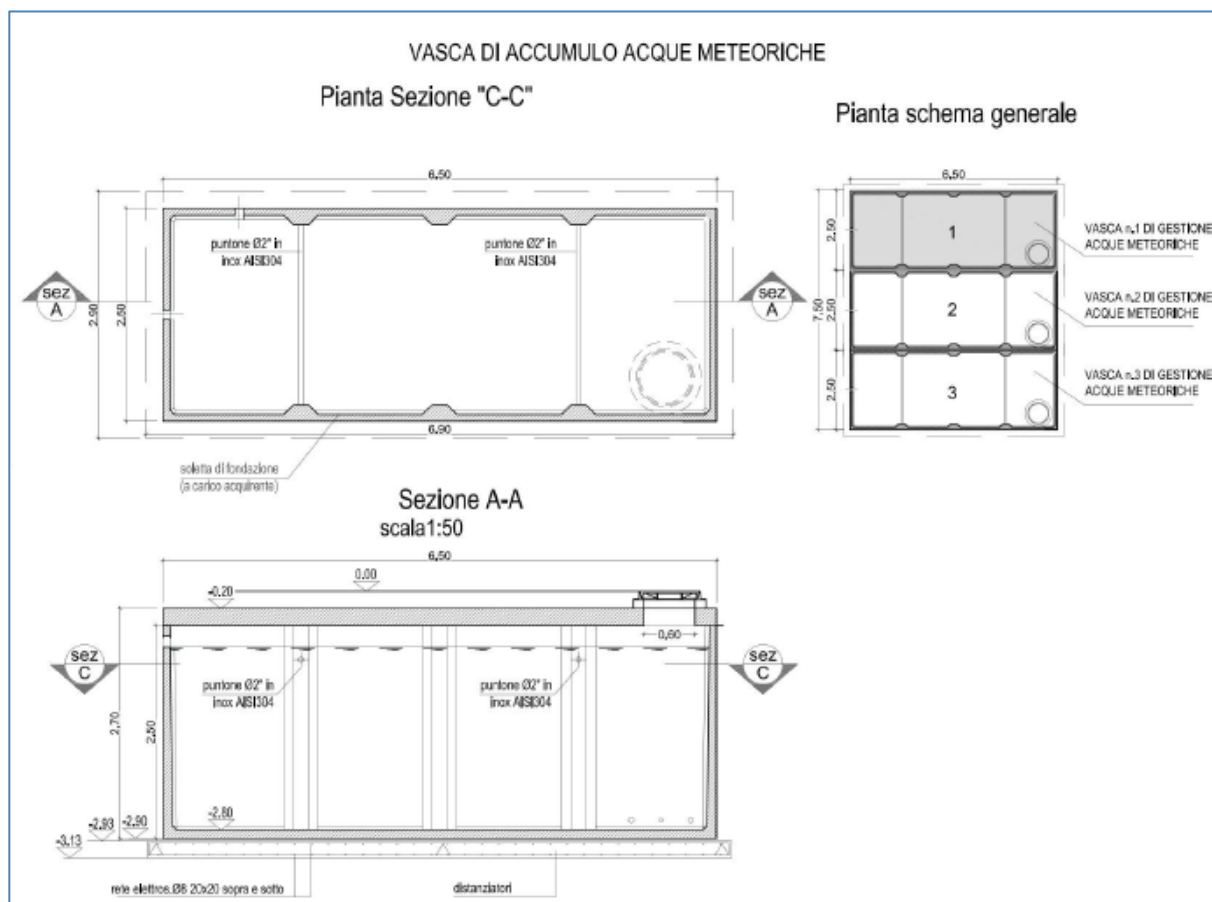 VASCA DI ACCUMULO ACQUE METEORICHE
Pianta Sezione "C-C"
Pianta schema generale
6.50
6.50
puntone Ø2" in
inox AISI304
puntone Ø2" in
inox AISI304
sez
A
sez
A
2.90
2.50
6.90
soletta di fondazione
(a carico acquirente)
7.50
2.50
2.50
2.50
1
2
3
VASCA n.1 DI GESTIONE
ACQUE METEORICHE
VASCA n.2 DI GESTIONE
ACQUE METEORICHE
VASCA n.3 DI GESTIONE
ACQUE METEORICHE
Sezione A-A
scala1:50
6.50
0.00
-0.20
0.60
sez
C
sez
C
puntone Ø2" in
inox AISI304
puntone Ø2" in
inox AISI304
2.70
2.50
-2.80
-2.93
-2.90
-3.13
rete elettros.Ø8 20x20 sopra e sotto
distanziatori